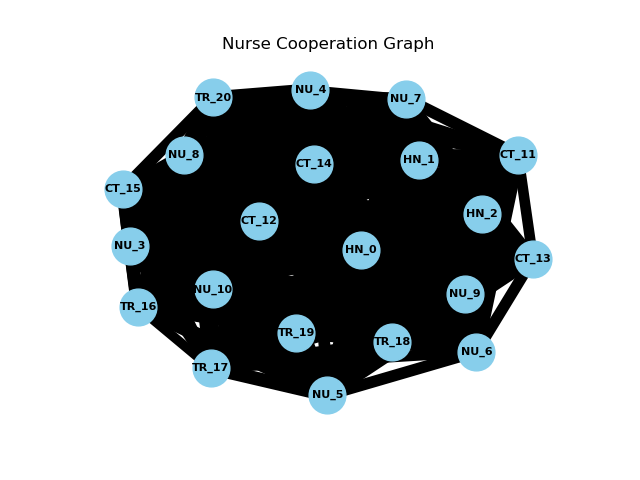 Nurse Cooperation Graph
NU_4
TR_20
NU_7
NU_8
CT_11
HN_1
CT_14
CT_15
HN_2
CT_12
NU_3
HN_0
CT_13
NU_10
NU_9
TR_16
TR_19
TR_18
NU_6
TR_17
NU_5